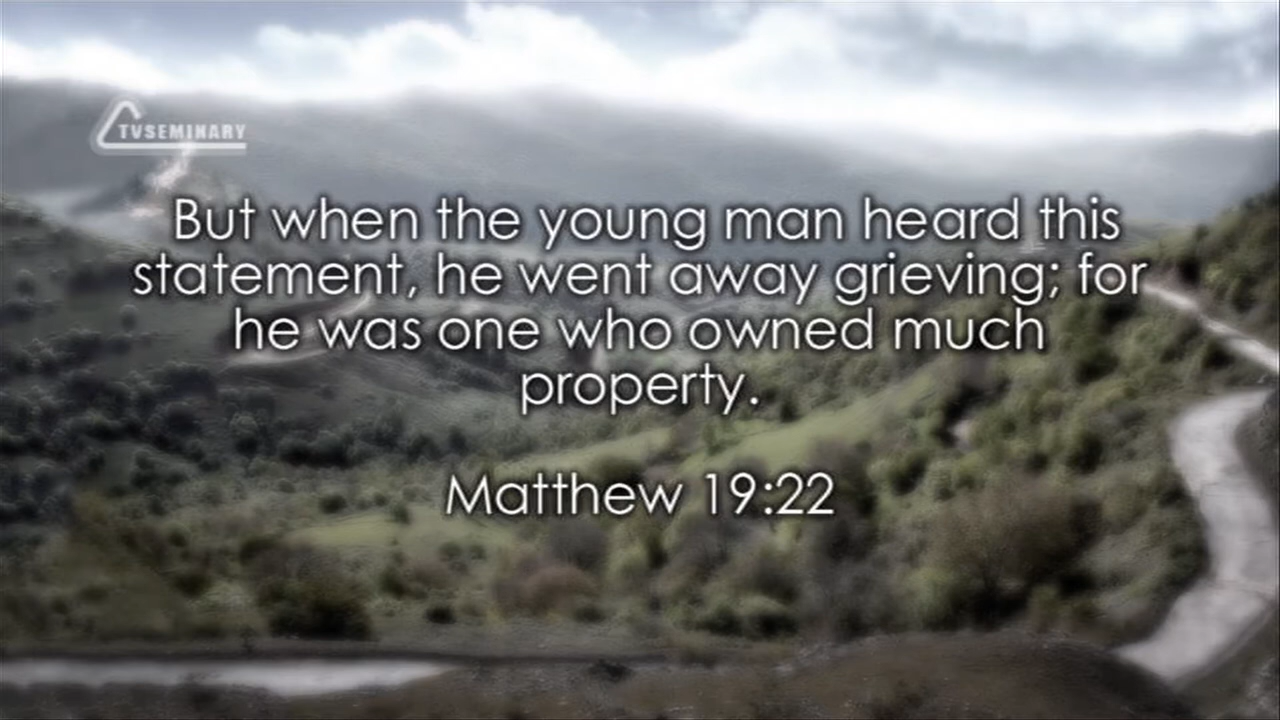 TVSEMINARY
But when the young man heard this
statement, he went away grieving; for
he was one who owned much
property.
Matthew 19:22